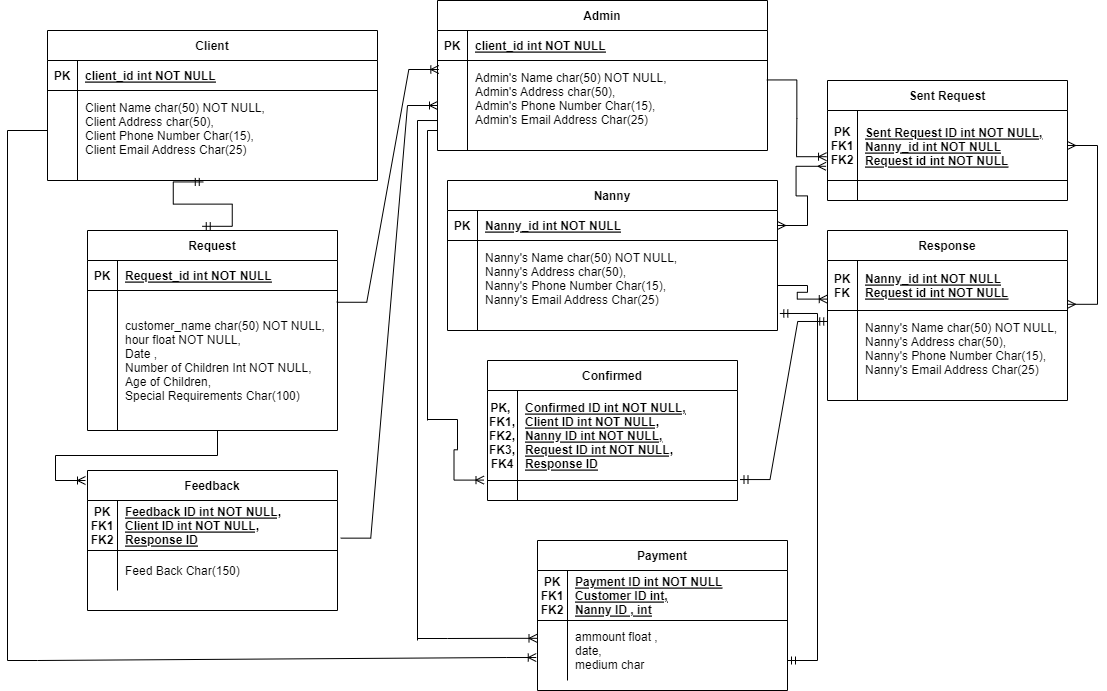 Client
PK client_id int NOT NULL
Client Name char(50) NOT NULL,
Client Address char(50),
Client Phone Number Char(15),
Client Email Address Char(25)
Admin
PK client_id int NOT NULL
Admin's Name char(50) NOT NULL,
Admin's Address char(50),
Admin's Phone Number Char(15),
Admin's Email Address Char(25)
Sent Request
PK Sent Request ID int NOT NULL,
FK1 Nanny_id int NOT NULL
FK2 Request id int NOT NULL
Nanny
PK Nanny_id int NOT NULL
Nanny's Name char(50) NOT NULL,
Nanny's Address char(50),
Nanny's Phone Number Char(15),
Nanny's Email Address Char(25)
Request
PK Request_id int NOT NULL
customer_name char(50) NOT NULL,
hour float NOT NULL,
Date ,
Number of Children Int NOT NULL,
Age of Children,
Special Requirements Char(100)
Response
PK Nanny_id int NOT NULL
FK Request id int NOT NULL
Nanny's Name char(50) NOT NULL,
Nanny's Address char(50),
Nanny's Phone Number Char(15),
Nanny's Email Address Char(25)
Confirmed
PK, Confirmed ID int NOT NULL,
FK1, Client ID int NOT NULL,
FK2, Nanny ID int NOT NULL,
FK3, Request ID int NOT NULL,
FK4 Response ID
Feedback
PK Feedback ID int NOT NULL,
FK1 Client ID int NOT NULL,
FK2 Response ID
Feed Back Char(150)
Payment
PK Payment ID int NOT NULL
FK1 Customer ID int,
FK2 Nanny ID , int
ammount float ,
date,
medium char